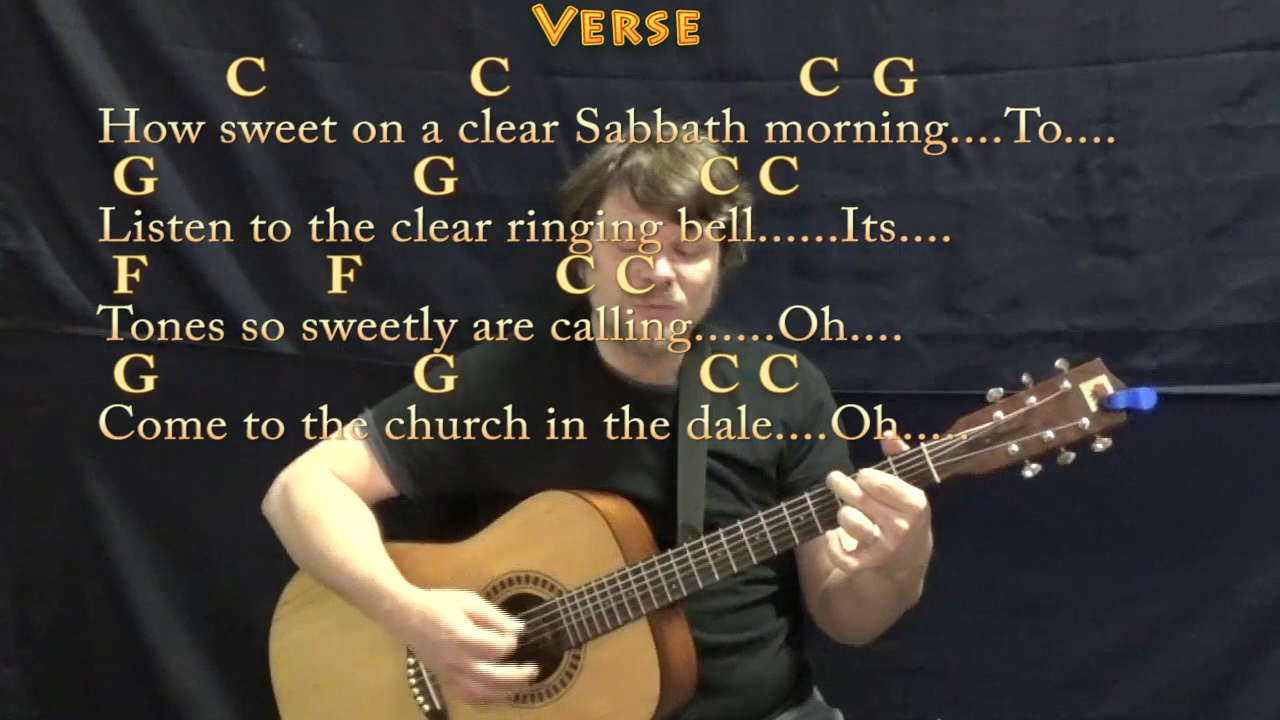 VERSE
C C C G
How sweet on a clear Sabbath morning....To....
G G C C
Listen to the clear ringing bell......Its....
F F C C
Tones so sweetly are calling......Oh....
G G C C
Come to the church in the dale....Oh.....